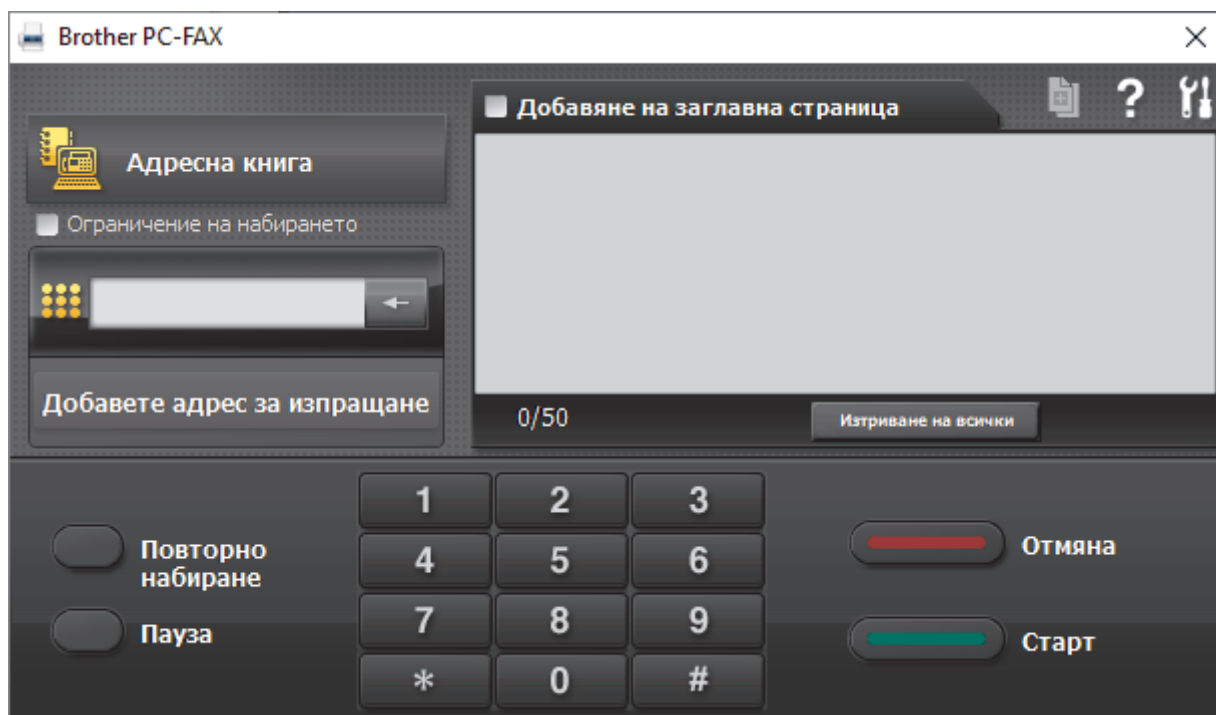 Brother PC-FAX
Адресна книга
Ограничение на набирането
Добавете адрес за изпращане
Добавяне на заглавна страница
?
0/50
Изтриване на всички
Повторно
набиране
Пауза
1 2 3
4 5 6
7 8 9
* 0 #
Отмяна
Старт